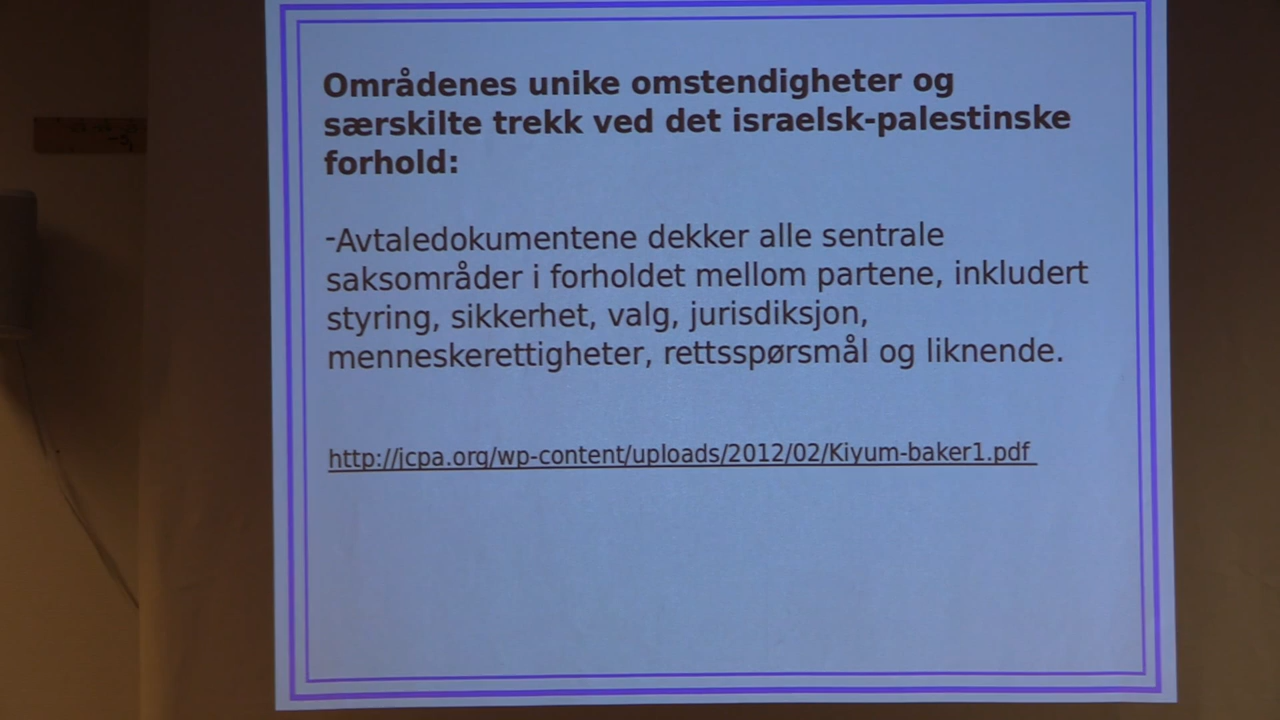 Områdenes unike omstendigheter og
særskilte trekk ved det israelsk-palestinske
forhold:
-Avtaledokumentene dekker alle sentrale
saksområder i forholdet mellom partene, inkludert
styring, sikkerhet, valg, jurisdiksjon,
menneskerettigheter, rettsspørsmål og liknende.
http://jcpa.org/wp-content/uploads/2012/02/Kiyum-baker1.pdf